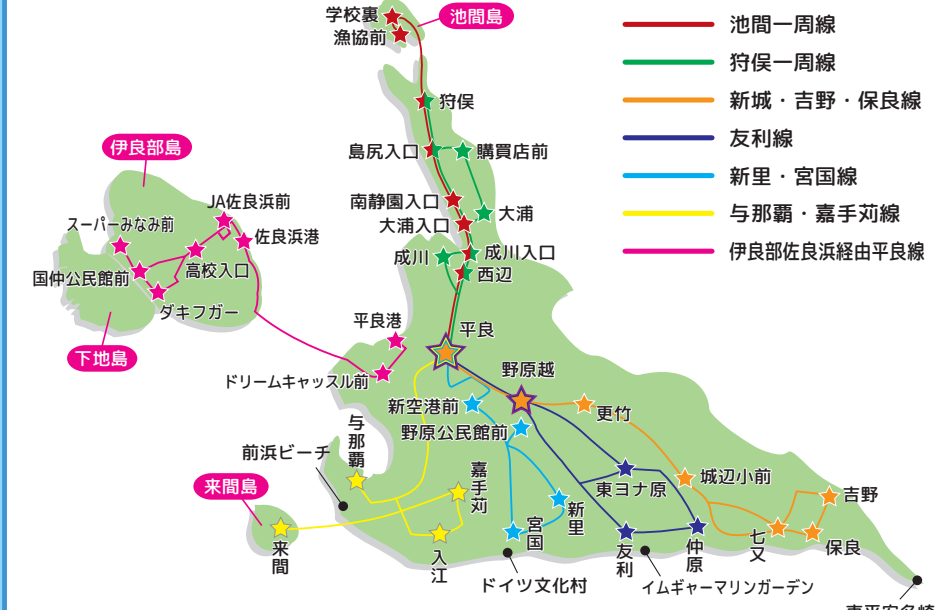 学校裏
漁協前
池間島
池間一周線
狩俣一周線
新城・吉野・保良線
友利線
新里・宮国線
与那覇・嘉手苅線
伊良部佐良浜経由平良線
狩俣
島尻入口
購買店前
南静園入口
大浦入口
大浦
成川
成川入口
西辺
伊良部島
JA佐良浜前
スーパーみなみ前
佐良浜港
国仲公民館前
高校入口
ダキフガー
下地島
平良港
平良
ドリームキャッスル前
野原越
新空港前
更竹
野原公民館前
与那覇
前浜ビーチ
嘉手苅
東ヨナ原
城辺小前
吉野
来間島
来間
入江
宮国
新里
友利
仲原
七又
保良
ドイツ文化村
イムギャーマリンガーデン
東平安名崎